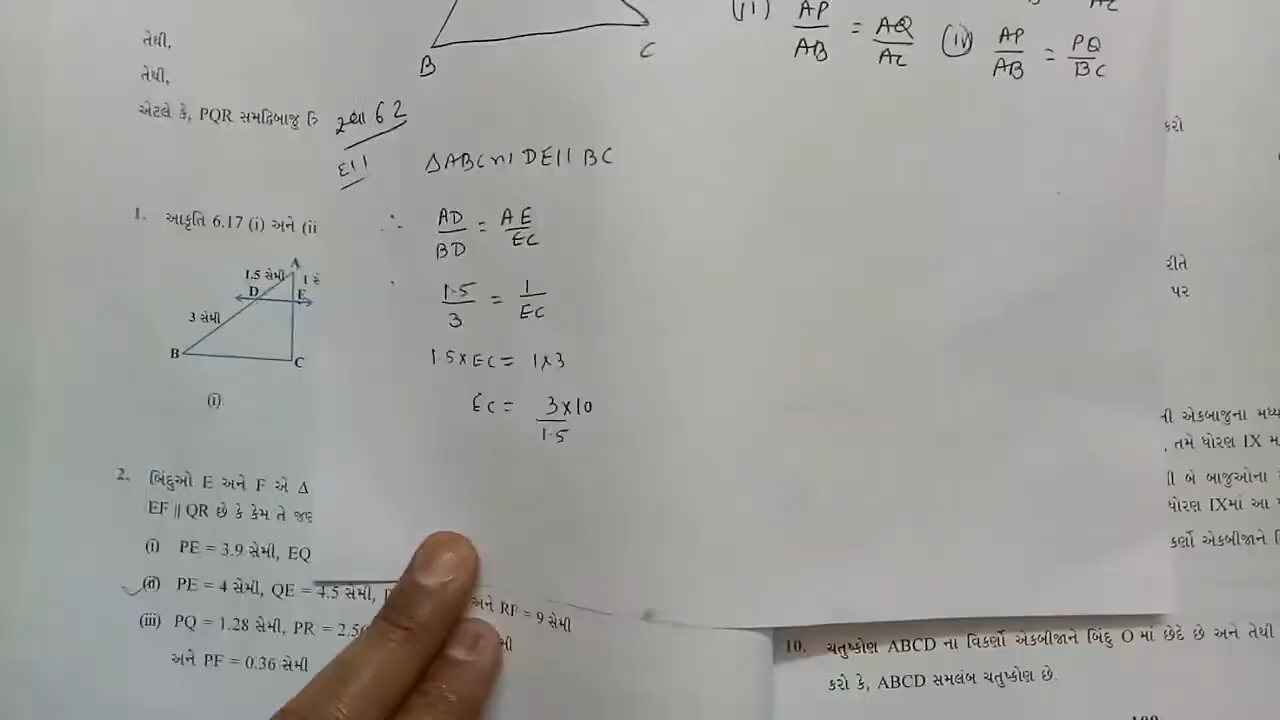 (ii) AP/AB = AQ/AC (iv) AP/AB = PQ/BC
B C
તેથી,
તેથી,
એટલે કે, PQR સમદ્વિબાજુ ત્રિ
6.2
ΔABCમાં DE || BC
1. આકૃતિ 6.17 (i) અને (ii
∴ AD/BD = AE/EC
A
1.5 સેમી 1 સે
D E
3 સેમી
B C
(i)
1.5/3 = 1/EC
1.5 × EC = 1 × 3
EC = 3×10/1.5
2. બિંદુઓ E અને F એ Δ
EF || QR છે કે કેમ તે જણ
(i) PE = 3.9 સેમી, EQ
(ii) PE = 4 સેમી, QE = 4.5 સેમી, અને RF = 9 સેમી
(iii) PQ = 1.28 સેમી, PR = 2.5
અને PF = 0.36 સેમી
કરો
રીતે
પર
ની એકબાજુના મધ્ય
, તમે ધોરણ IX મ
ની બે બાજુઓના
ધોરણ IXમાં આ
કર્ણો એકબીજાને
10. ચતુષ્કોણ ABCD ના વિકર્ણો એકબીજાને બિંદુ O માં છેદે છે અને તેથી
કરો કે, ABCD સમલંબ ચતુષ્કોણ છે.